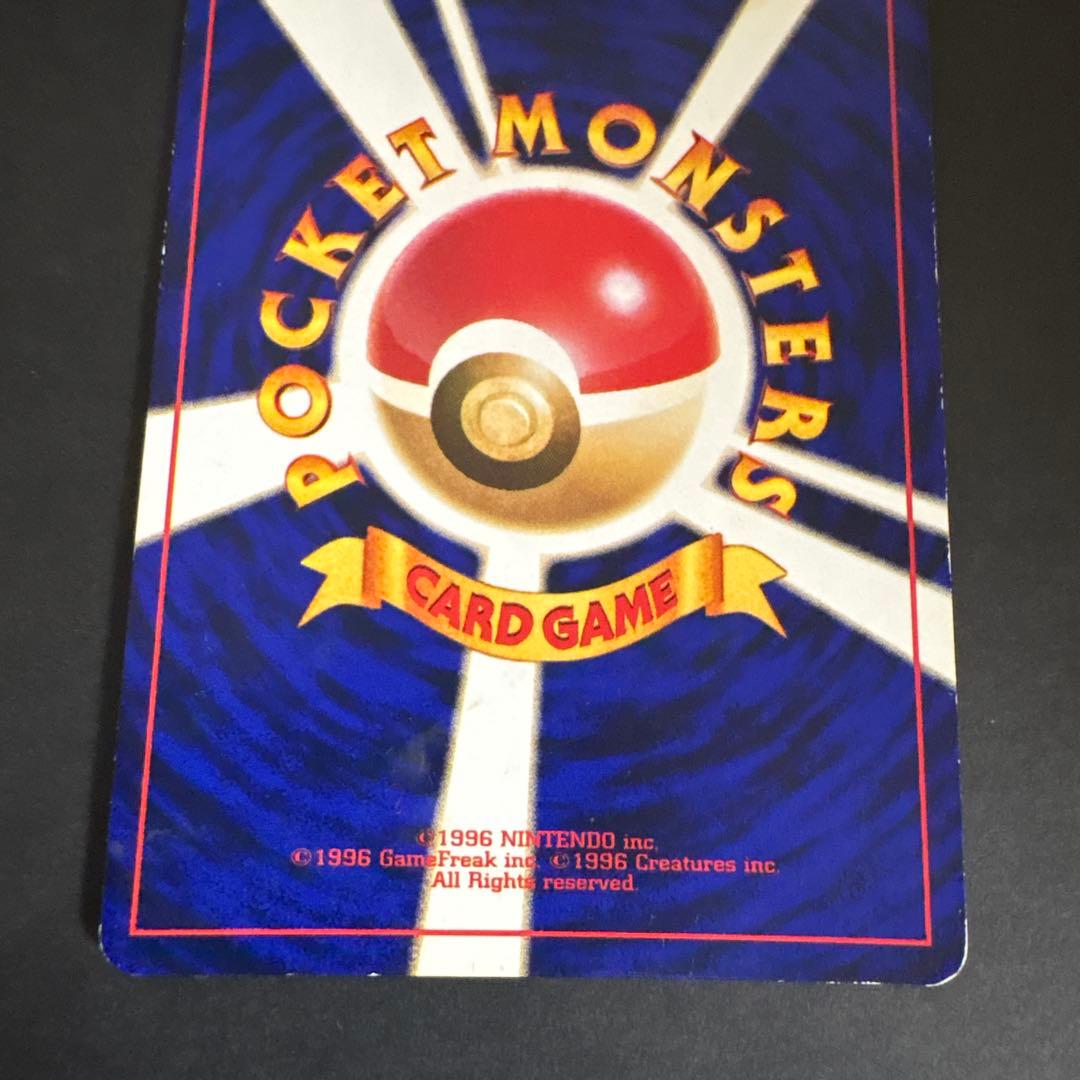 POCKET MONSTERS
CARD GAME
©1996 NINTENDO inc.
©1996 GameFreak inc. ©1996 Creatures inc.
All Rights reserved.